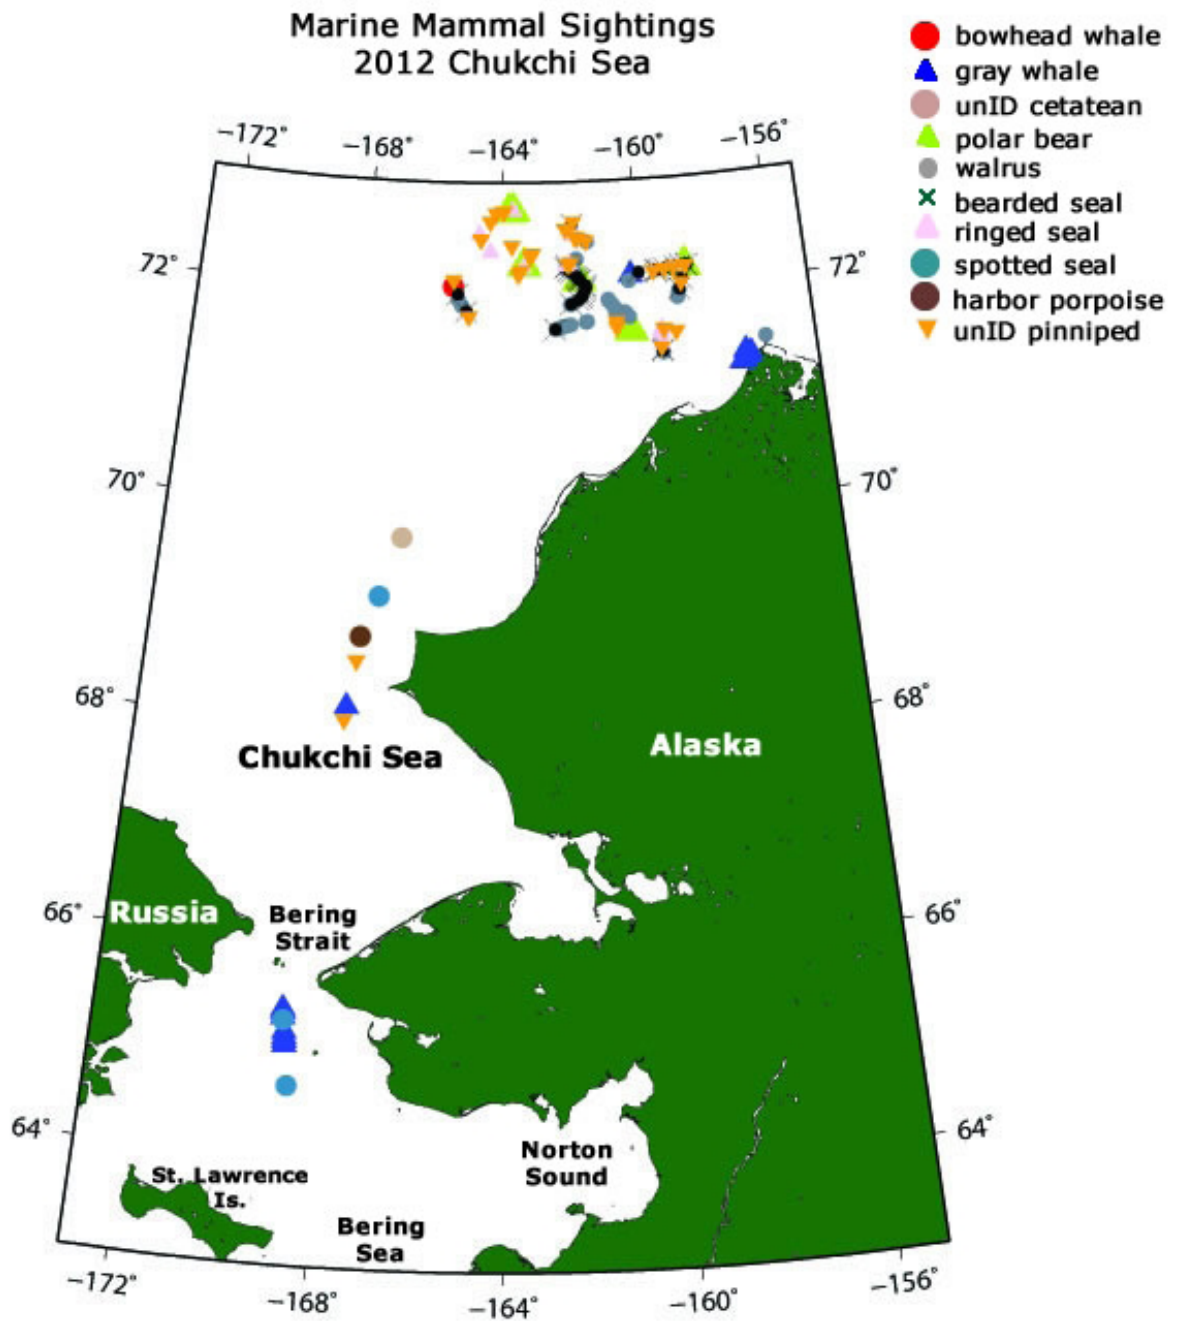 Marine Mammal Sightings
2012 Chukchi Sea
bowhead whale
gray whale
unID cetatean
polar bear
walrus
bearded seal
ringed seal
spotted seal
harbor porpoise
unID pinniped
−172° −168° −164° −160° −156°
72° 72°
70° 70°
68° 68°
Chukchi Sea
Alaska
66° 66°
Russia
Bering
Strait
64° 64°
Norton
Sound
St. Lawrence
Is.
Bering
Sea
−172° −168° −164° −160° −156°